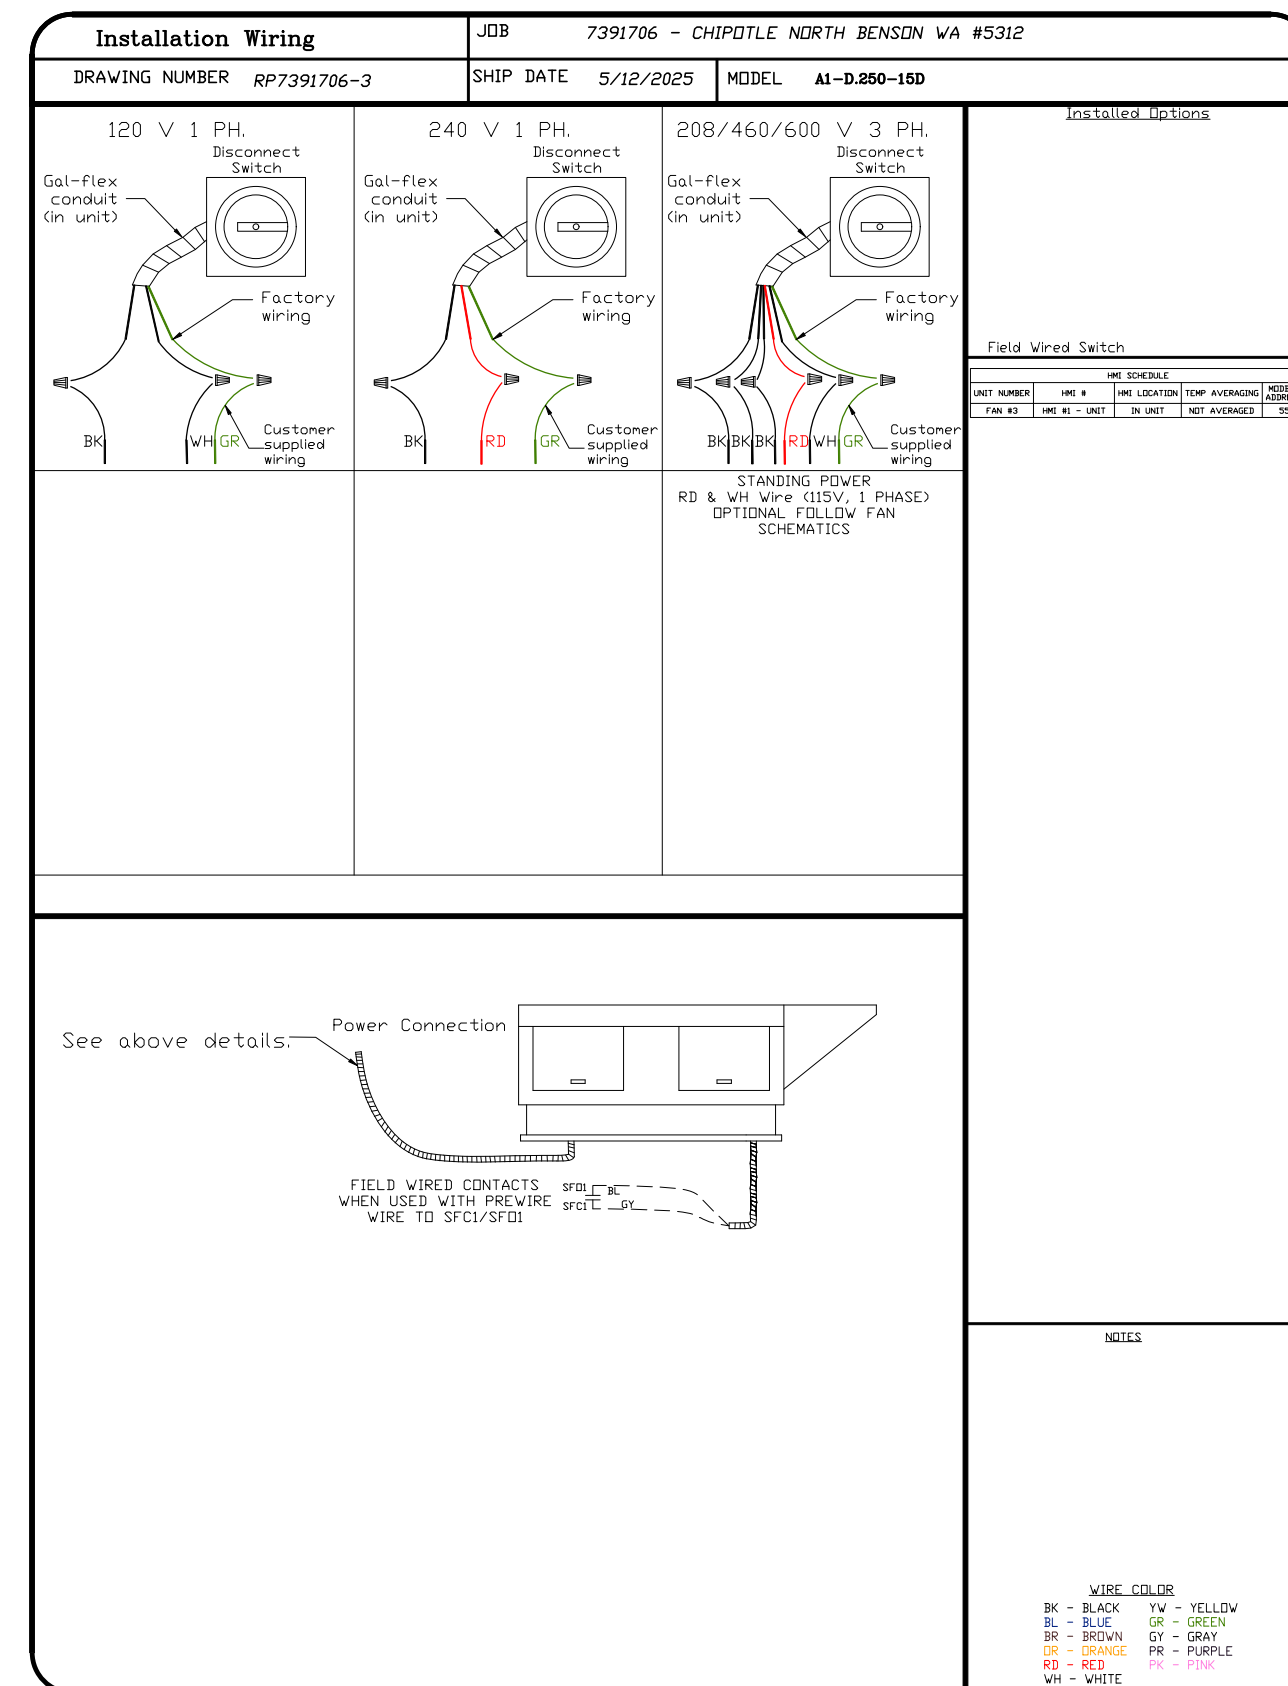 Installation Wiring
JOB 7391706 - CHIPOTLE NORTH BENSON WA #5312
DRAWING NUMBER RP7391706-3
SHIP DATE 5/12/2025
MODEL A1-D.250-15D
120 V 1 PH.
Disconnect
Switch
Gal-flex
conduit
(in unit)
Factory
wiring
BK WH GR
Customer
supplied
wiring
240 V 1 PH.
Disconnect
Switch
Gal-flex
conduit
(in unit)
Factory
wiring
BK RD GR
Customer
supplied
wiring
208/460/600 V 3 PH.
Disconnect
Switch
Gal-flex
conduit
(in unit)
Factory
wiring
BK BK BK RD WH GR
Customer
supplied
wiring
STANDING POWER
RD & WH Wire (115V, 1 PHASE)
OPTIONAL FOLLOW FAN
SCHEMATICS
Installed Options
Field Wired Switch
HMI SCHEDULE
UNIT NUMBER HMI # HMI LOCATION TEMP AVERAGING
FAN #3 HMI #1 - UNIT IN UNIT NOT AVERAGED 55
See above details.
Power Connection
FIELD WIRED CONTACTS
WHEN USED WITH PREWIRE
WIRE TO SFC1/SFO1
SFO1 BL
SFC1 GY
NOTES
WIRE COLOR
BK - BLACK YW - YELLOW
BL - BLUE GR - GREEN
BR - BROWN GY - GRAY
OR - ORANGE PR - PURPLE
RD - RED PK - PINK
WH - WHITE